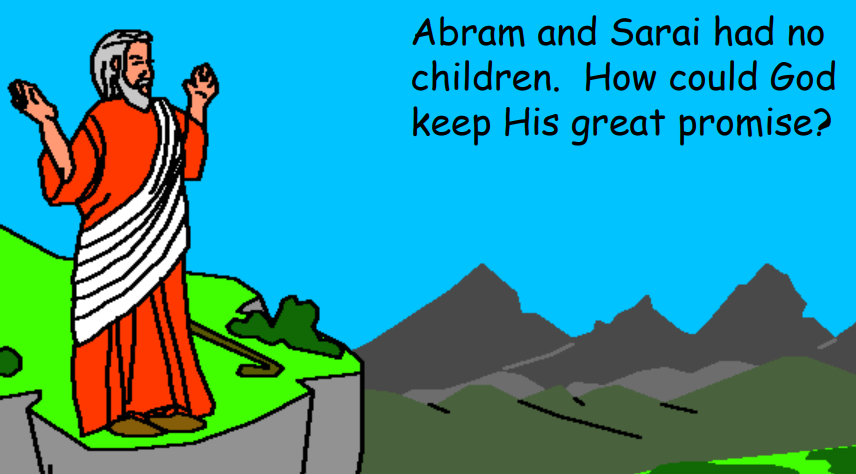 Abram and Sarai had no
children.  How could God
keep His great promise?